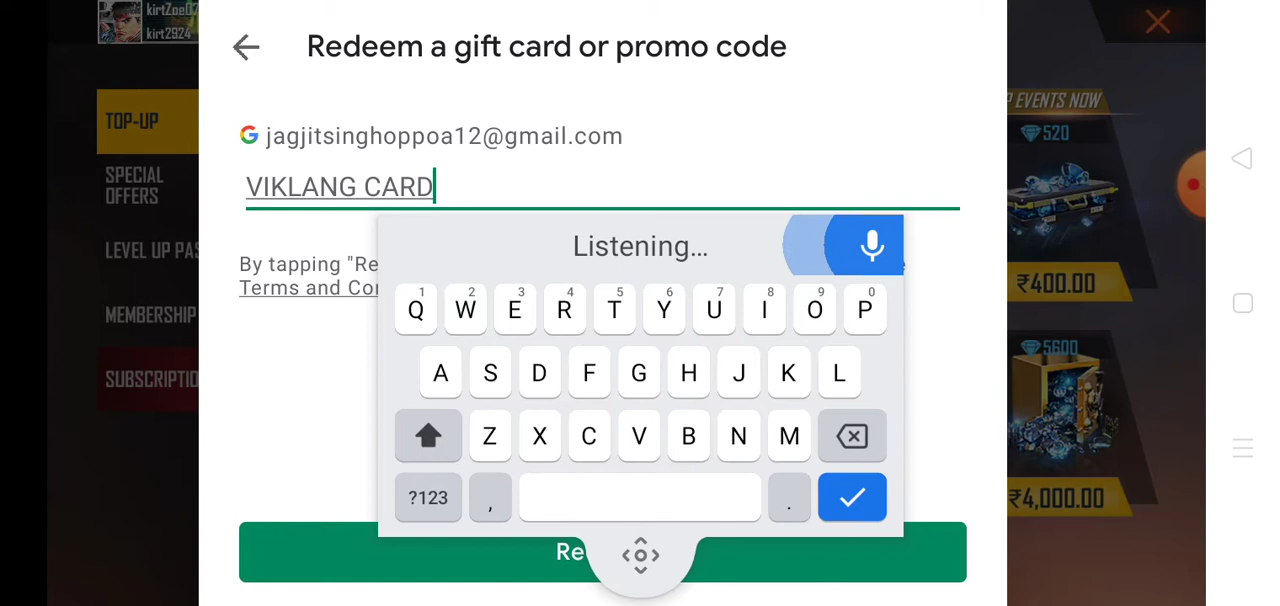 kirtZoe07
kirt2924
Redeem a gift card or promo code
jagjitsinghoppoa12@gmail.com
VIKLANG CARD
Listening...
By tapping "Re
Terms and Con
TOP-UP
SPECIAL
OFFERS
LEVEL UP PAS
MEMBERSHIP
SUBSCRIPTIO
P EVENTS NOW
520
₹400.00
5600
₹4,000.00
1 2 3 4 5 6 7 8 9 0
Q W E R T Y U I O P
A S D F G H J K L
Z X C V B N M
?123 , .
Re